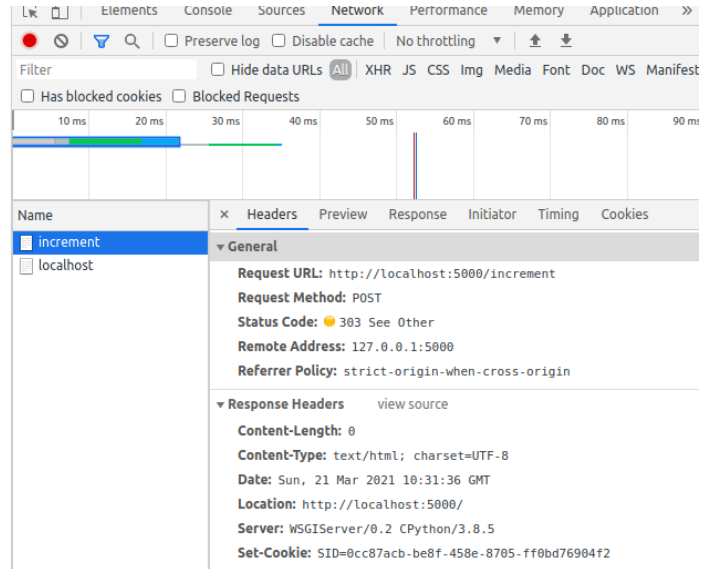 Elements Console Sources Network Performance Memory Application »
Preserve log Disable cache No throttling ▼
Filter Hide data URLs All XHR JS CSS Img Media Font Doc WS Manifest
Has blocked cookies Blocked Requests
10 ms 20 ms 30 ms 40 ms 50 ms 60 ms 70 ms 80 ms 90 ms
Name × Headers Preview Response Initiator Timing Cookies
increment
localhost
▾ General
Request URL: http://localhost:5000/increment
Request Method: POST
Status Code: 303 See Other
Remote Address: 127.0.0.1:5000
Referrer Policy: strict-origin-when-cross-origin
▾ Response Headers view source
Content-Length: 0
Content-Type: text/html; charset=UTF-8
Date: Sun, 21 Mar 2021 10:31:36 GMT
Location: http://localhost:5000/
Server: WSGIServer/0.2 CPython/3.8.5
Set-Cookie: SID=0cc87acb-be8f-458e-8705-ff0bd76904f2